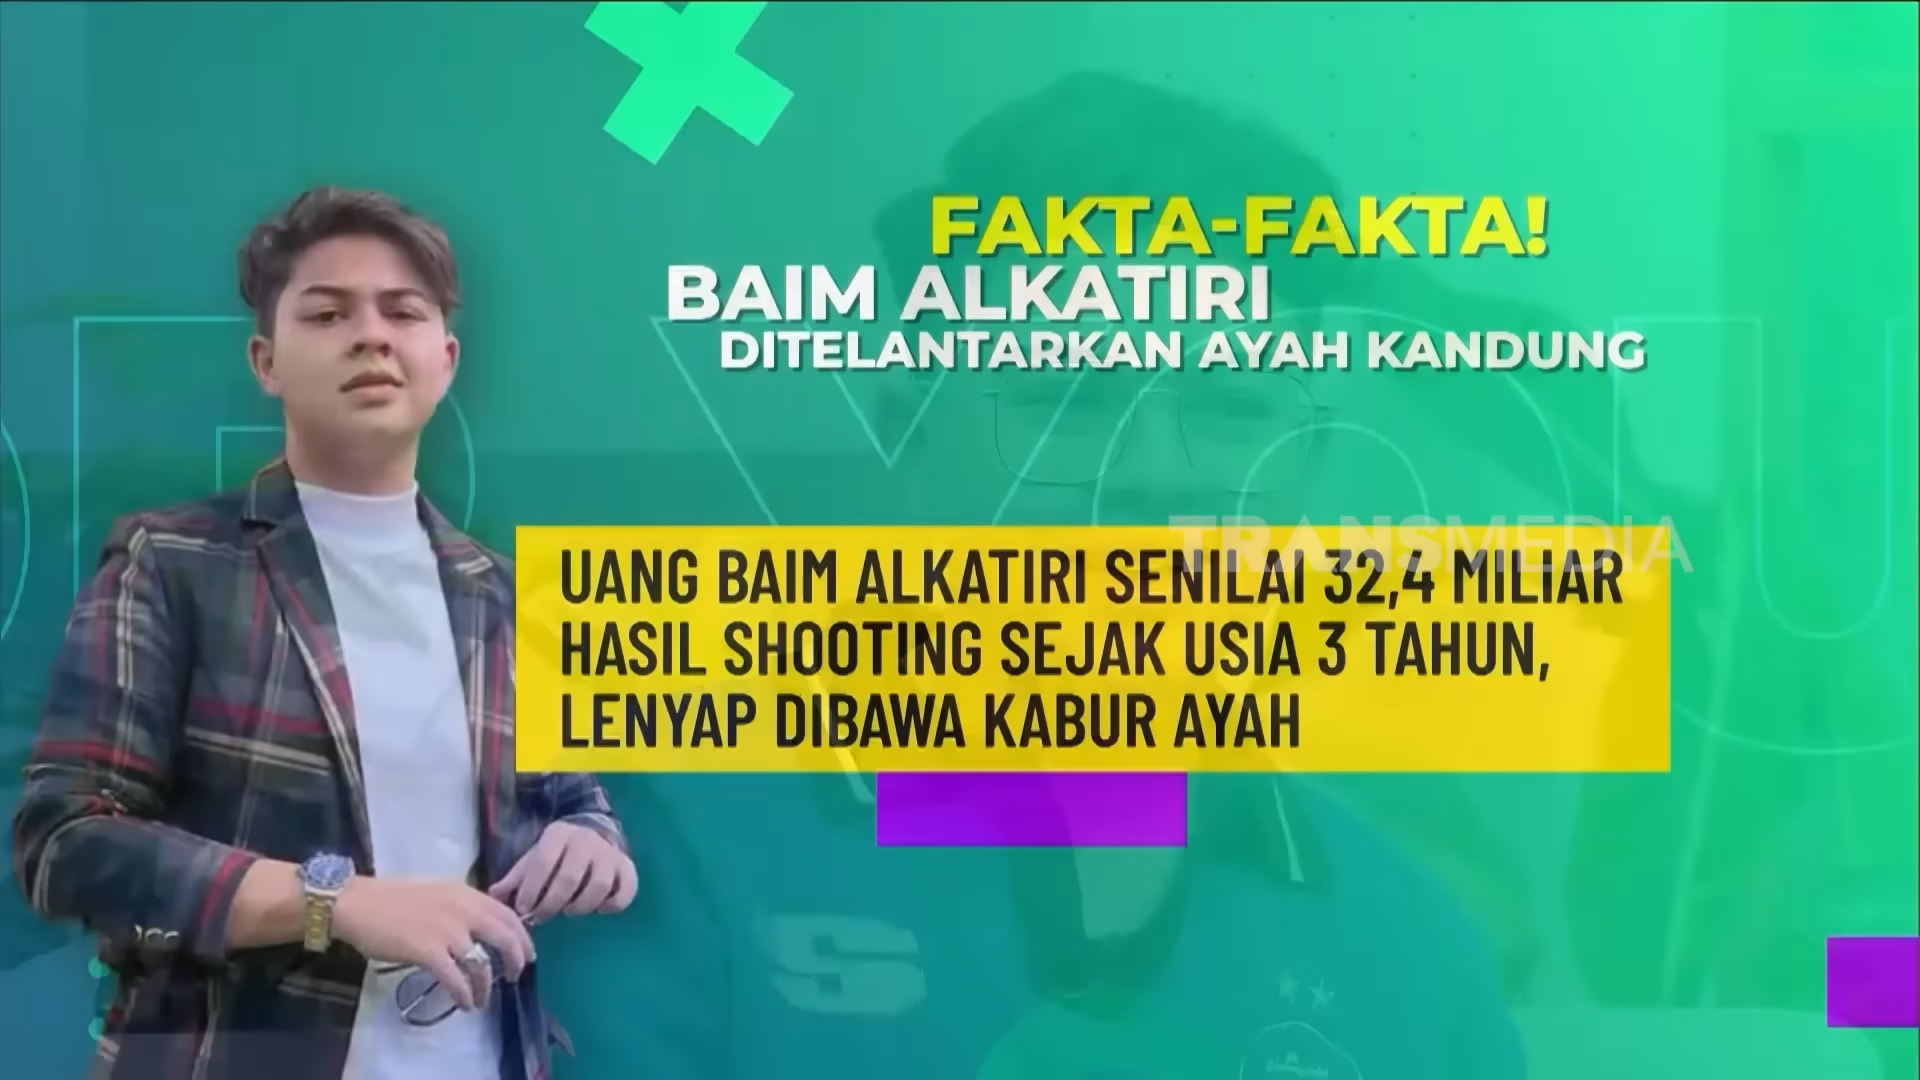 FAKTA-FAKTA!
BAIM ALKATIRI
DITELANTARKAN AYAH KANDUNG
TRANSMEDIA
UANG BAIM ALKATIRI SENILAI 32,4 MILIAR
HASIL SHOOTING SEJAK USIA 3 TAHUN,
LENYAP DIBAWA KABUR AYAH
S